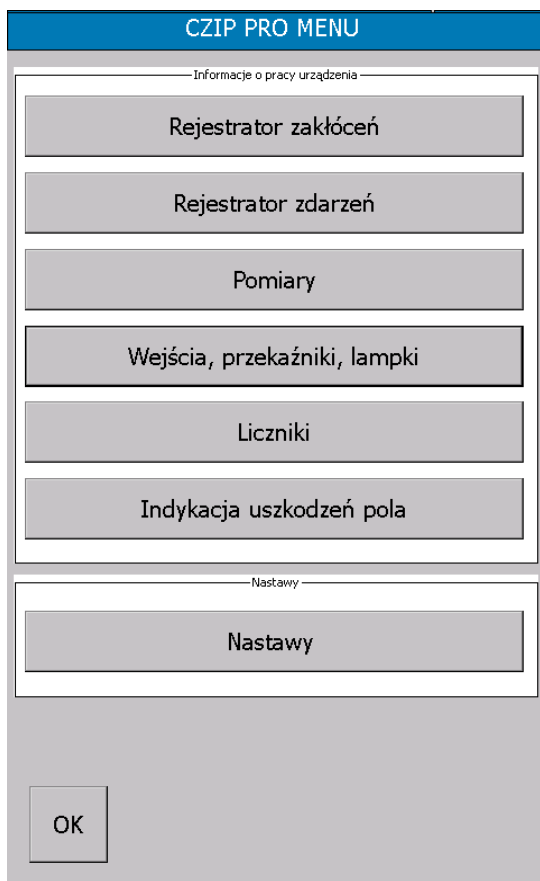 CZIP PRO MENU
Informacje o pracy urządzenia
Rejestrator zakłóceń
Rejestrator zdarzeń
Pomiary
Wejścia, przekaźniki, lampki
Liczniki
Indykacja uszkodzeń pola
Nastawy
Nastawy
OK